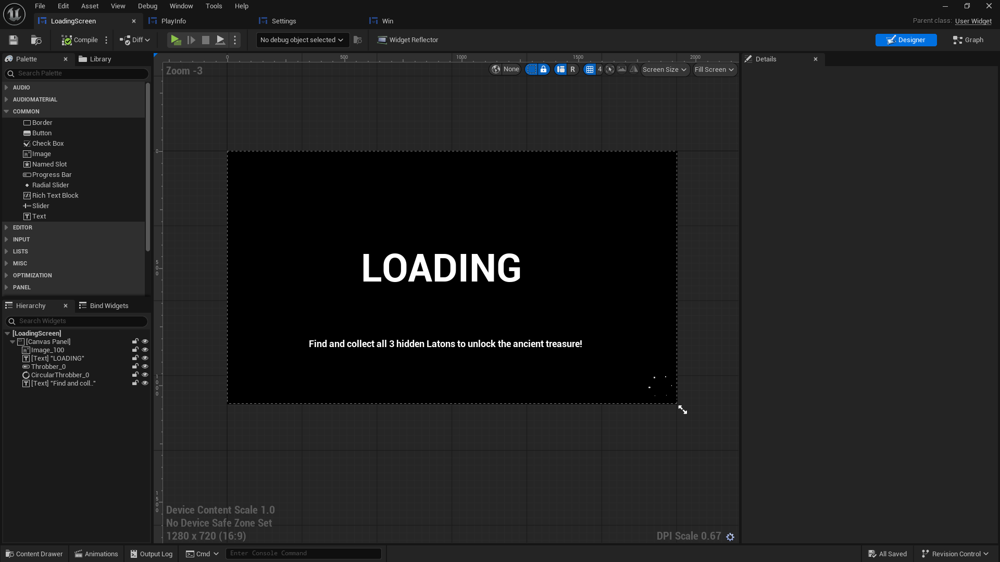 File Edit Asset View Debug Window Tools Help
LoadingScreen PlayInfo Settings Win
Parent class: User Widget
Compile Diff No debug object selected Widget Reflector Designer Graph
Palette Library
Search Palette
AUDIO
AUDIOMATERIAL
COMMON
Border
Button
Check Box
Image
Named Slot
Progress Bar
Radial Slider
Rich Text Block
Slider
Text
EDITOR
INPUT
LISTS
MISC
OPTIMIZATION
PANEL
Hierarchy Bind Widgets
Search Widgets
[LoadingScreen]
[Canvas Panel]
Image_100
[Text] "LOADING"
Throbber_0
CircularThrobber_0
[Text] "Find and coll.."
0 500 1000 1500 2000
Zoom -3
None R 4 Screen Size Fill Screen
0
500
1000
1500
LOADING
Find and collect all 3 hidden Latons to unlock the ancient treasure!
Device Content Scale 1.0
No Device Safe Zone Set
1280 x 720 (16:9)
DPI Scale 0.67
Details
Content Drawer Animations Output Log Cmd Enter Console Command All Saved Revision Control